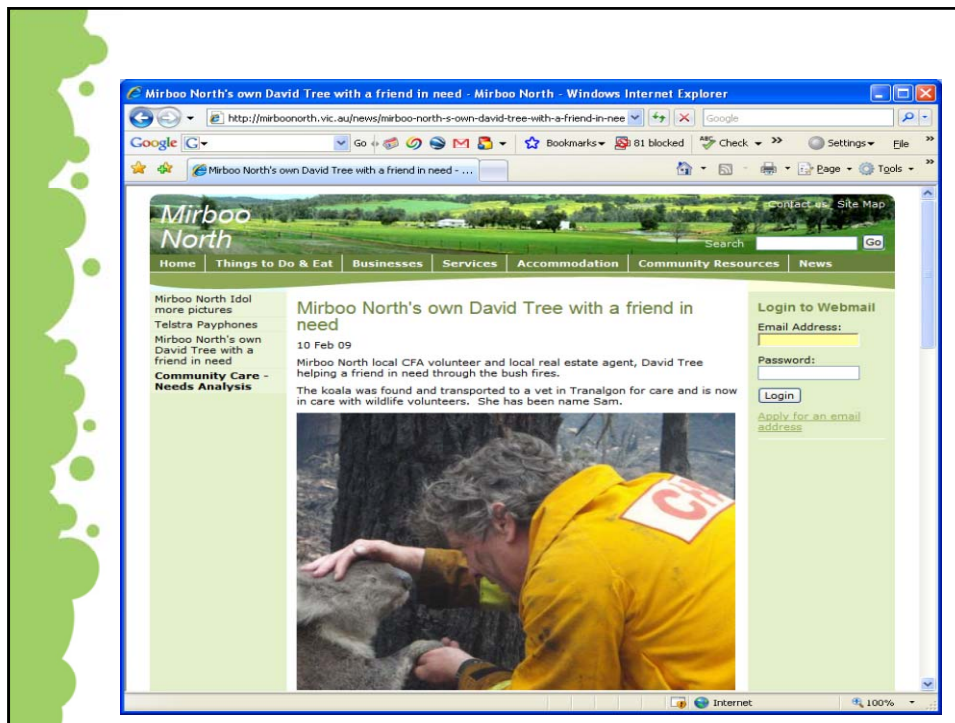 Mirboo North's own David Tree with a friend in need - Mirboo North - Windows Internet Explorer
http://mirboonorth.vic.au/news/mirboo-north-s-own-david-tree-with-a-friend-in-nee
Google
Google G Go Bookmarks 81 blocked ABC Check >> Settings File >>
Mirboo North's own David Tree with a friend in need - ... Page Tools >>
Contact us Site Map
Mirboo
North
Search Go
Home Things to Do & Eat Businesses Services Accommodation Community Resources News
Mirboo North Idol
more pictures
Telstra Payphones
Mirboo North's own
David Tree with a
friend in need
Community Care -
Needs Analysis
Mirboo North's own David Tree with a friend in
need
10 Feb 09
Mirboo North local CFA volunteer and local real estate agent, David Tree
helping a friend in need through the bush fires.
The koala was found and transported to a vet in Tranalgon for care and is now
in care with wildlife volunteers. She has been name Sam.
CFA
Login to Webmail
Email Address:
Password:
Login
Apply for an email
address
Internet 100%